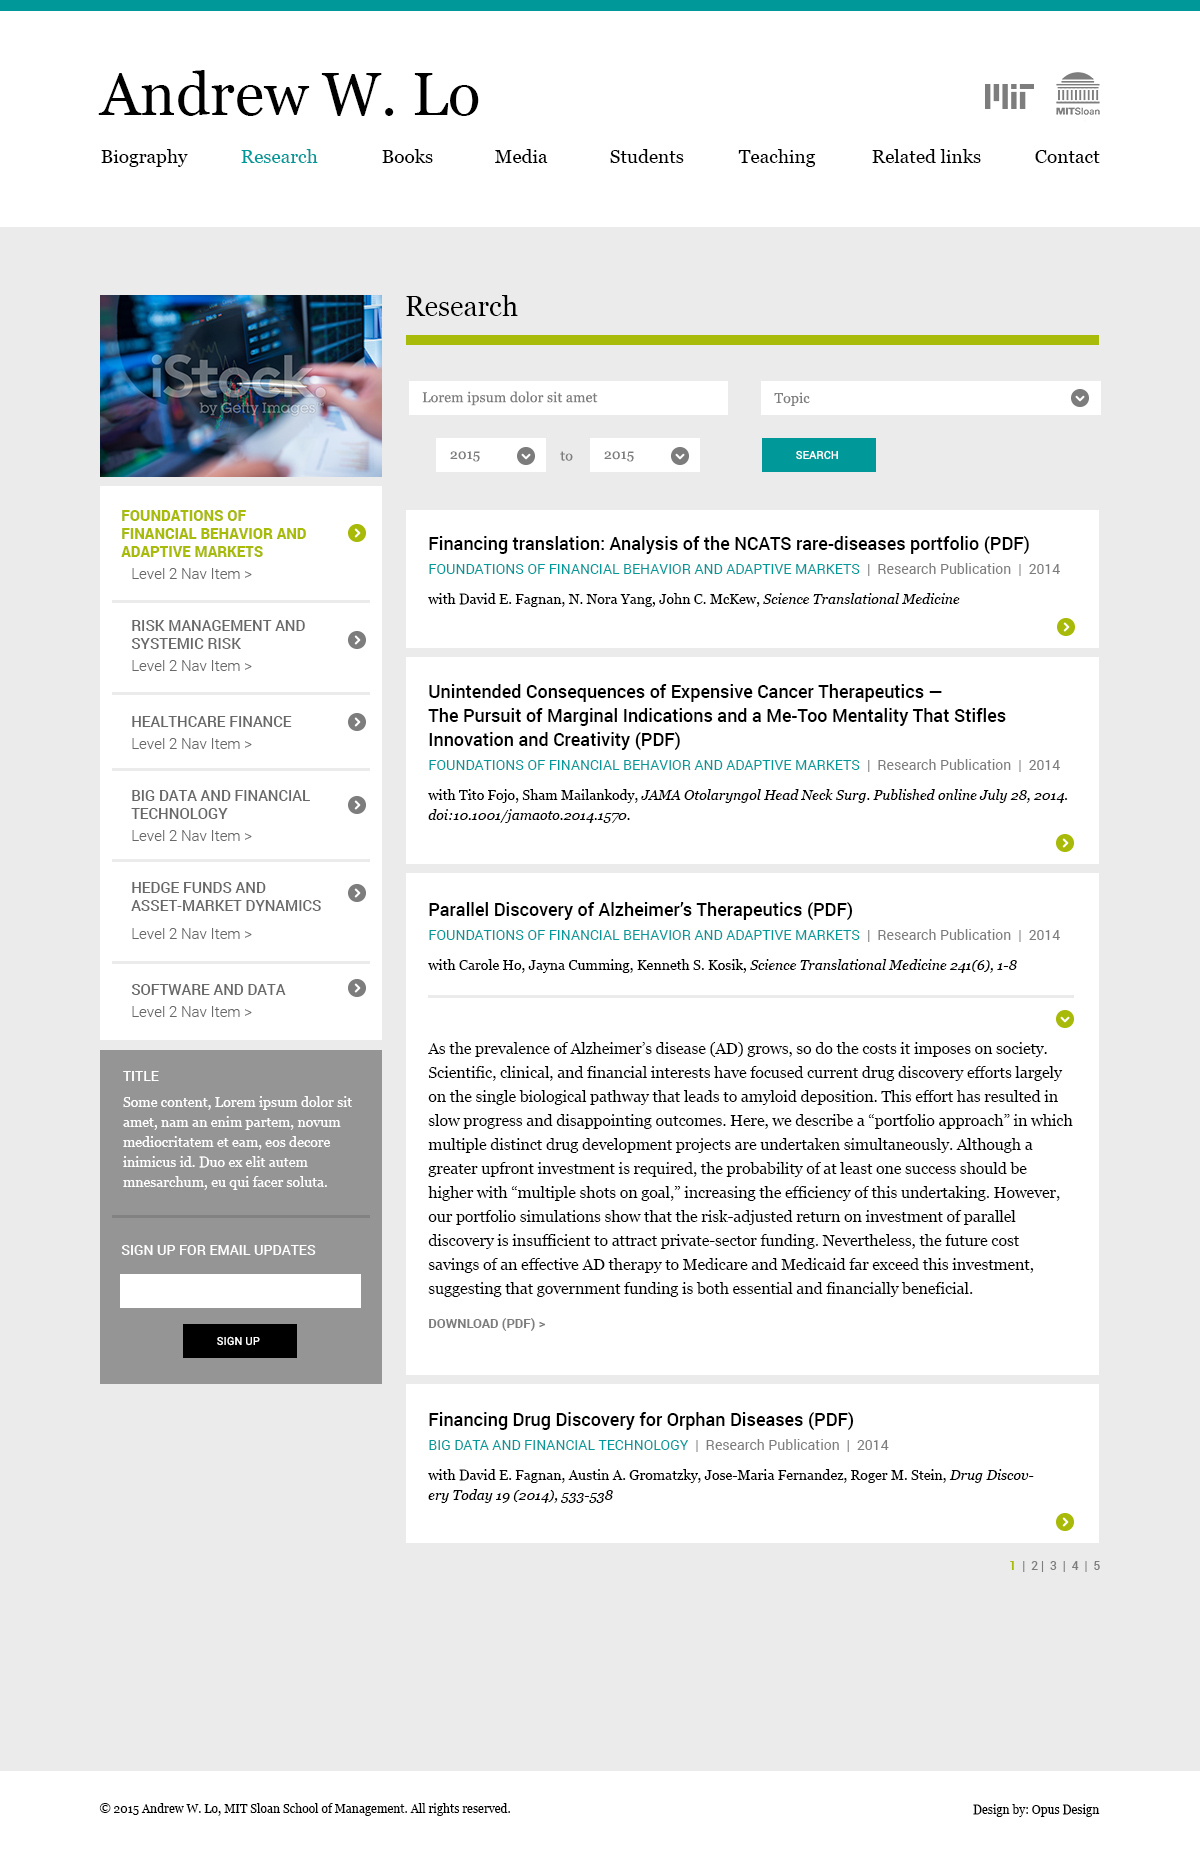 Andrew W. Lo
MIT
MITSloan
Biography Research Books Media Students Teaching Related links Contact
iStock.
by Getty Images
FOUNDATIONS OF
FINANCIAL BEHAVIOR AND
ADAPTIVE MARKETS
Level 2 Nav Item >
RISK MANAGEMENT AND
SYSTEMIC RISK
Level 2 Nav Item >
HEALTHCARE FINANCE
Level 2 Nav Item >
BIG DATA AND FINANCIAL
TECHNOLOGY
Level 2 Nav Item >
HEDGE FUNDS AND
ASSET-MARKET DYNAMICS
Level 2 Nav Item >
SOFTWARE AND DATA
Level 2 Nav Item >
TITLE
Some content, Lorem ipsum dolor sit
amet, nam an enim partem, novum
mediocritatem et eam, eos decore
inimicus id. Duo ex elit autem
mnesarchum, eu qui facer soluta.
SIGN UP FOR EMAIL UPDATES
SIGN UP
Research
Lorem ipsum dolor sit amet
Topic
2015 to 2015
SEARCH
Financing translation: Analysis of the NCATS rare-diseases portfolio (PDF)
FOUNDATIONS OF FINANCIAL BEHAVIOR AND ADAPTIVE MARKETS | Research Publication | 2014
with David E. Fagnan, N. Nora Yang, John C. McKew, Science Translational Medicine
Unintended Consequences of Expensive Cancer Therapeutics —
The Pursuit of Marginal Indications and a Me-Too Mentality That Stifles
Innovation and Creativity (PDF)
FOUNDATIONS OF FINANCIAL BEHAVIOR AND ADAPTIVE MARKETS | Research Publication | 2014
with Tito Fojo, Sham Mailankody, JAMA Otolaryngol Head Neck Surg. Published online July 28, 2014.
doi:10.1001/jamaoto.2014.1570.
Parallel Discovery of Alzheimer’s Therapeutics (PDF)
FOUNDATIONS OF FINANCIAL BEHAVIOR AND ADAPTIVE MARKETS | Research Publication | 2014
with Carole Ho, Jayna Cumming, Kenneth S. Kosik, Science Translational Medicine 241(6), 1-8
As the prevalence of Alzheimer’s disease (AD) grows, so do the costs it imposes on society.
Scientific, clinical, and financial interests have focused current drug discovery efforts largely
on the single biological pathway that leads to amyloid deposition. This effort has resulted in
slow progress and disappointing outcomes. Here, we describe a “portfolio approach” in which
multiple distinct drug development projects are undertaken simultaneously. Although a
greater upfront investment is required, the probability of at least one success should be
higher with “multiple shots on goal,” increasing the efficiency of this undertaking. However,
our portfolio simulations show that the risk-adjusted return on investment of parallel
discovery is insufficient to attract private-sector funding. Nevertheless, the future cost
savings of an effective AD therapy to Medicare and Medicaid far exceed this investment,
suggesting that government funding is both essential and financially beneficial.
DOWNLOAD (PDF) >
Financing Drug Discovery for Orphan Diseases (PDF)
BIG DATA AND FINANCIAL TECHNOLOGY | Research Publication | 2014
with David E. Fagnan, Austin A. Gromatzky, Jose-Maria Fernandez, Roger M. Stein, Drug Discov-
ery Today 19 (2014), 533-538
1 | 2 | 3 | 4 | 5
© 2015 Andrew W. Lo, MIT Sloan School of Management. All rights reserved.
Design by: Opus Design